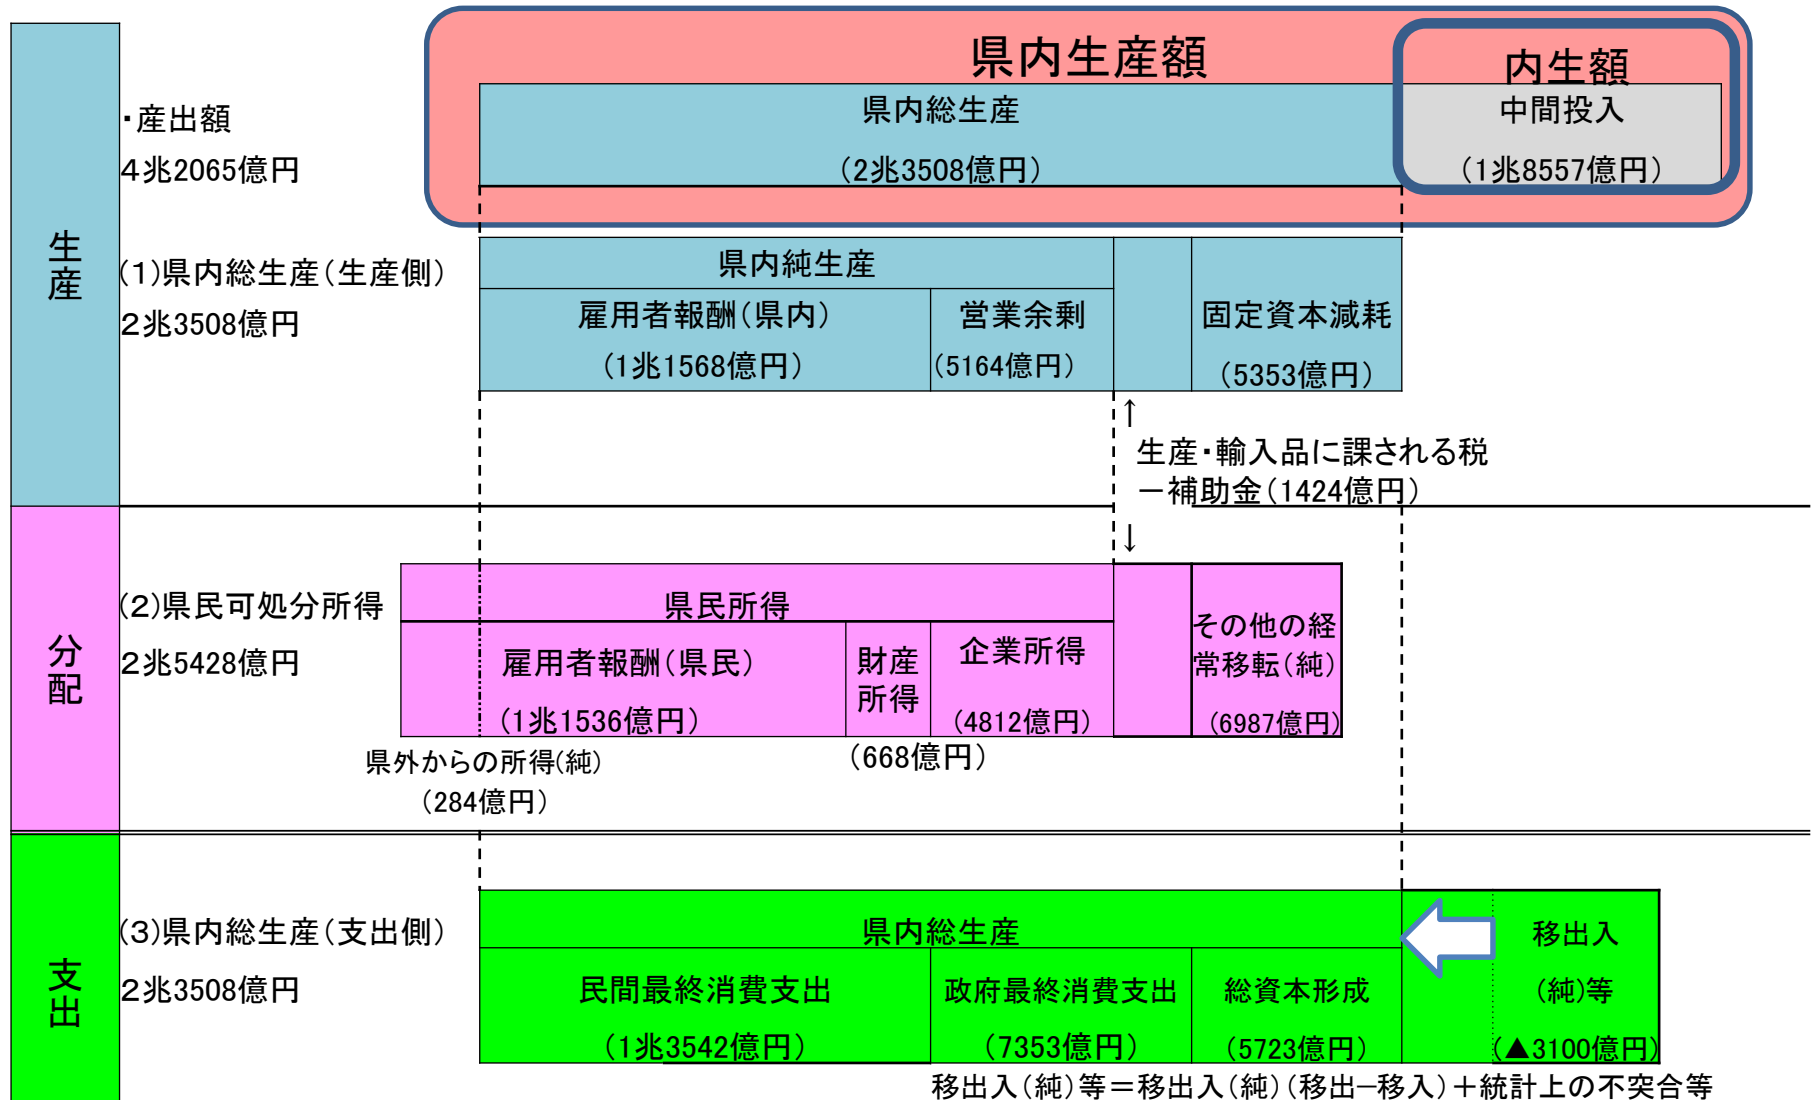 県内生産額
内生額
生産
・産出額
4兆2065億円
県内総生産
(2兆3508億円)
中間投入
(1兆8557億円)
(1)県内総生産(生産側)
2兆3508億円
県内純生産
雇用者報酬(県内)
(1兆1568億円)
営業余剰
(5164億円)
固定資本減耗
(5353億円)
↑
生産・輸入品に課される税
－補助金(1424億円)
↓
分配
(2)県民可処分所得
2兆5428億円
県民所得
雇用者報酬(県民)
(1兆1536億円)
財産
所得
(668億円)
企業所得
(4812億円)
その他の経
常移転(純)
(6987億円)
県外からの所得(純)
(284億円)
支出
(3)県内総生産(支出側)
2兆3508億円
県内総生産
民間最終消費支出
(1兆3542億円)
政府最終消費支出
(7353億円)
総資本形成
(5723億円)
移出入
(純)等
(▲3100億円)
移出入(純)等＝移出入(純)(移出－移入)＋統計上の不突合等